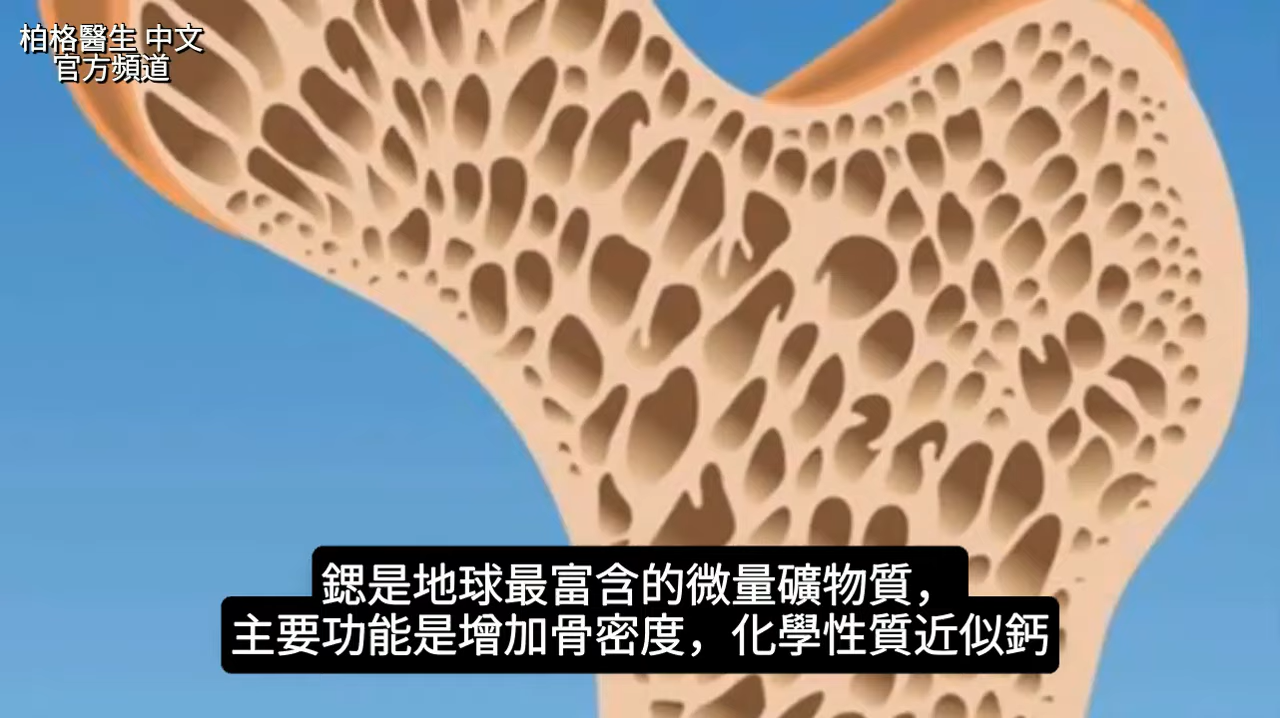 柏格醫生 中文
官方頻道
鍶是地球最富含的微量礦物質，
主要功能是增加骨密度，化學性質近似鈣